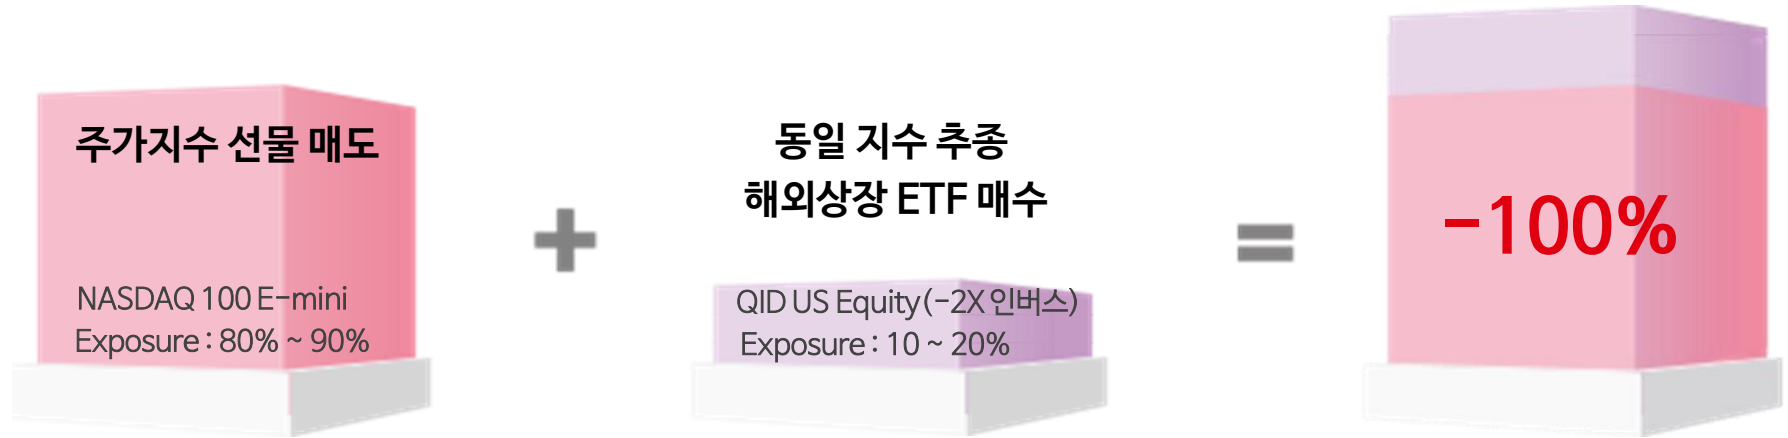 주가지수 선물 매도
NASDAQ 100 E-mini
Exposure : 80% ~ 90%
+
동일 지수 추종
해외상장 ETF 매수
QID US Equity (-2X 인버스)
Exposure : 10 ~ 20%
=
-100%